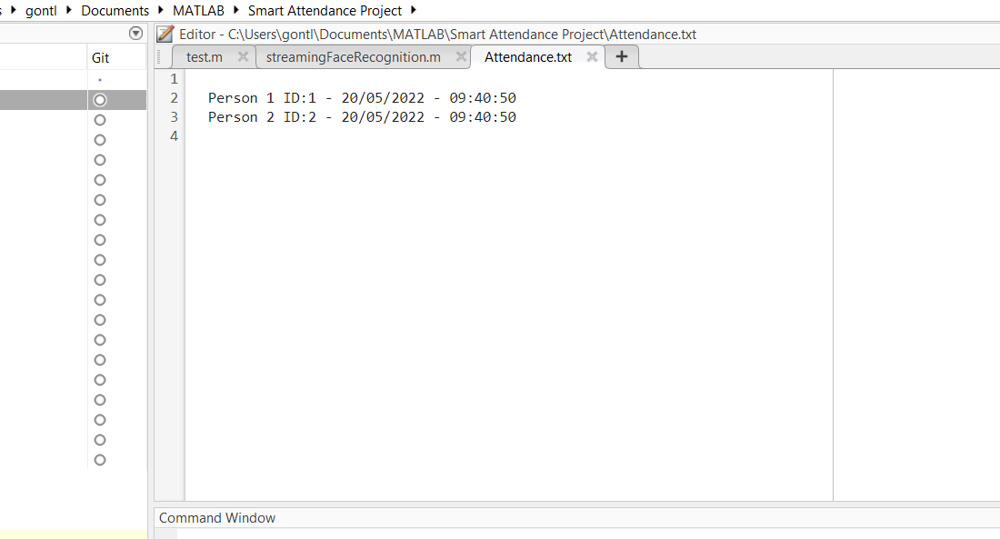 gontl Documents MATLAB Smart Attendance Project
Git
Editor - C:\Users\gontl\Documents\MATLAB\Smart Attendance Project\Attendance.txt
test.m streamingFaceRecognition.m Attendance.txt +
1
2 Person 1 ID:1 - 20/05/2022 - 09:40:50
3 Person 2 ID:2 - 20/05/2022 - 09:40:50
4
Command Window